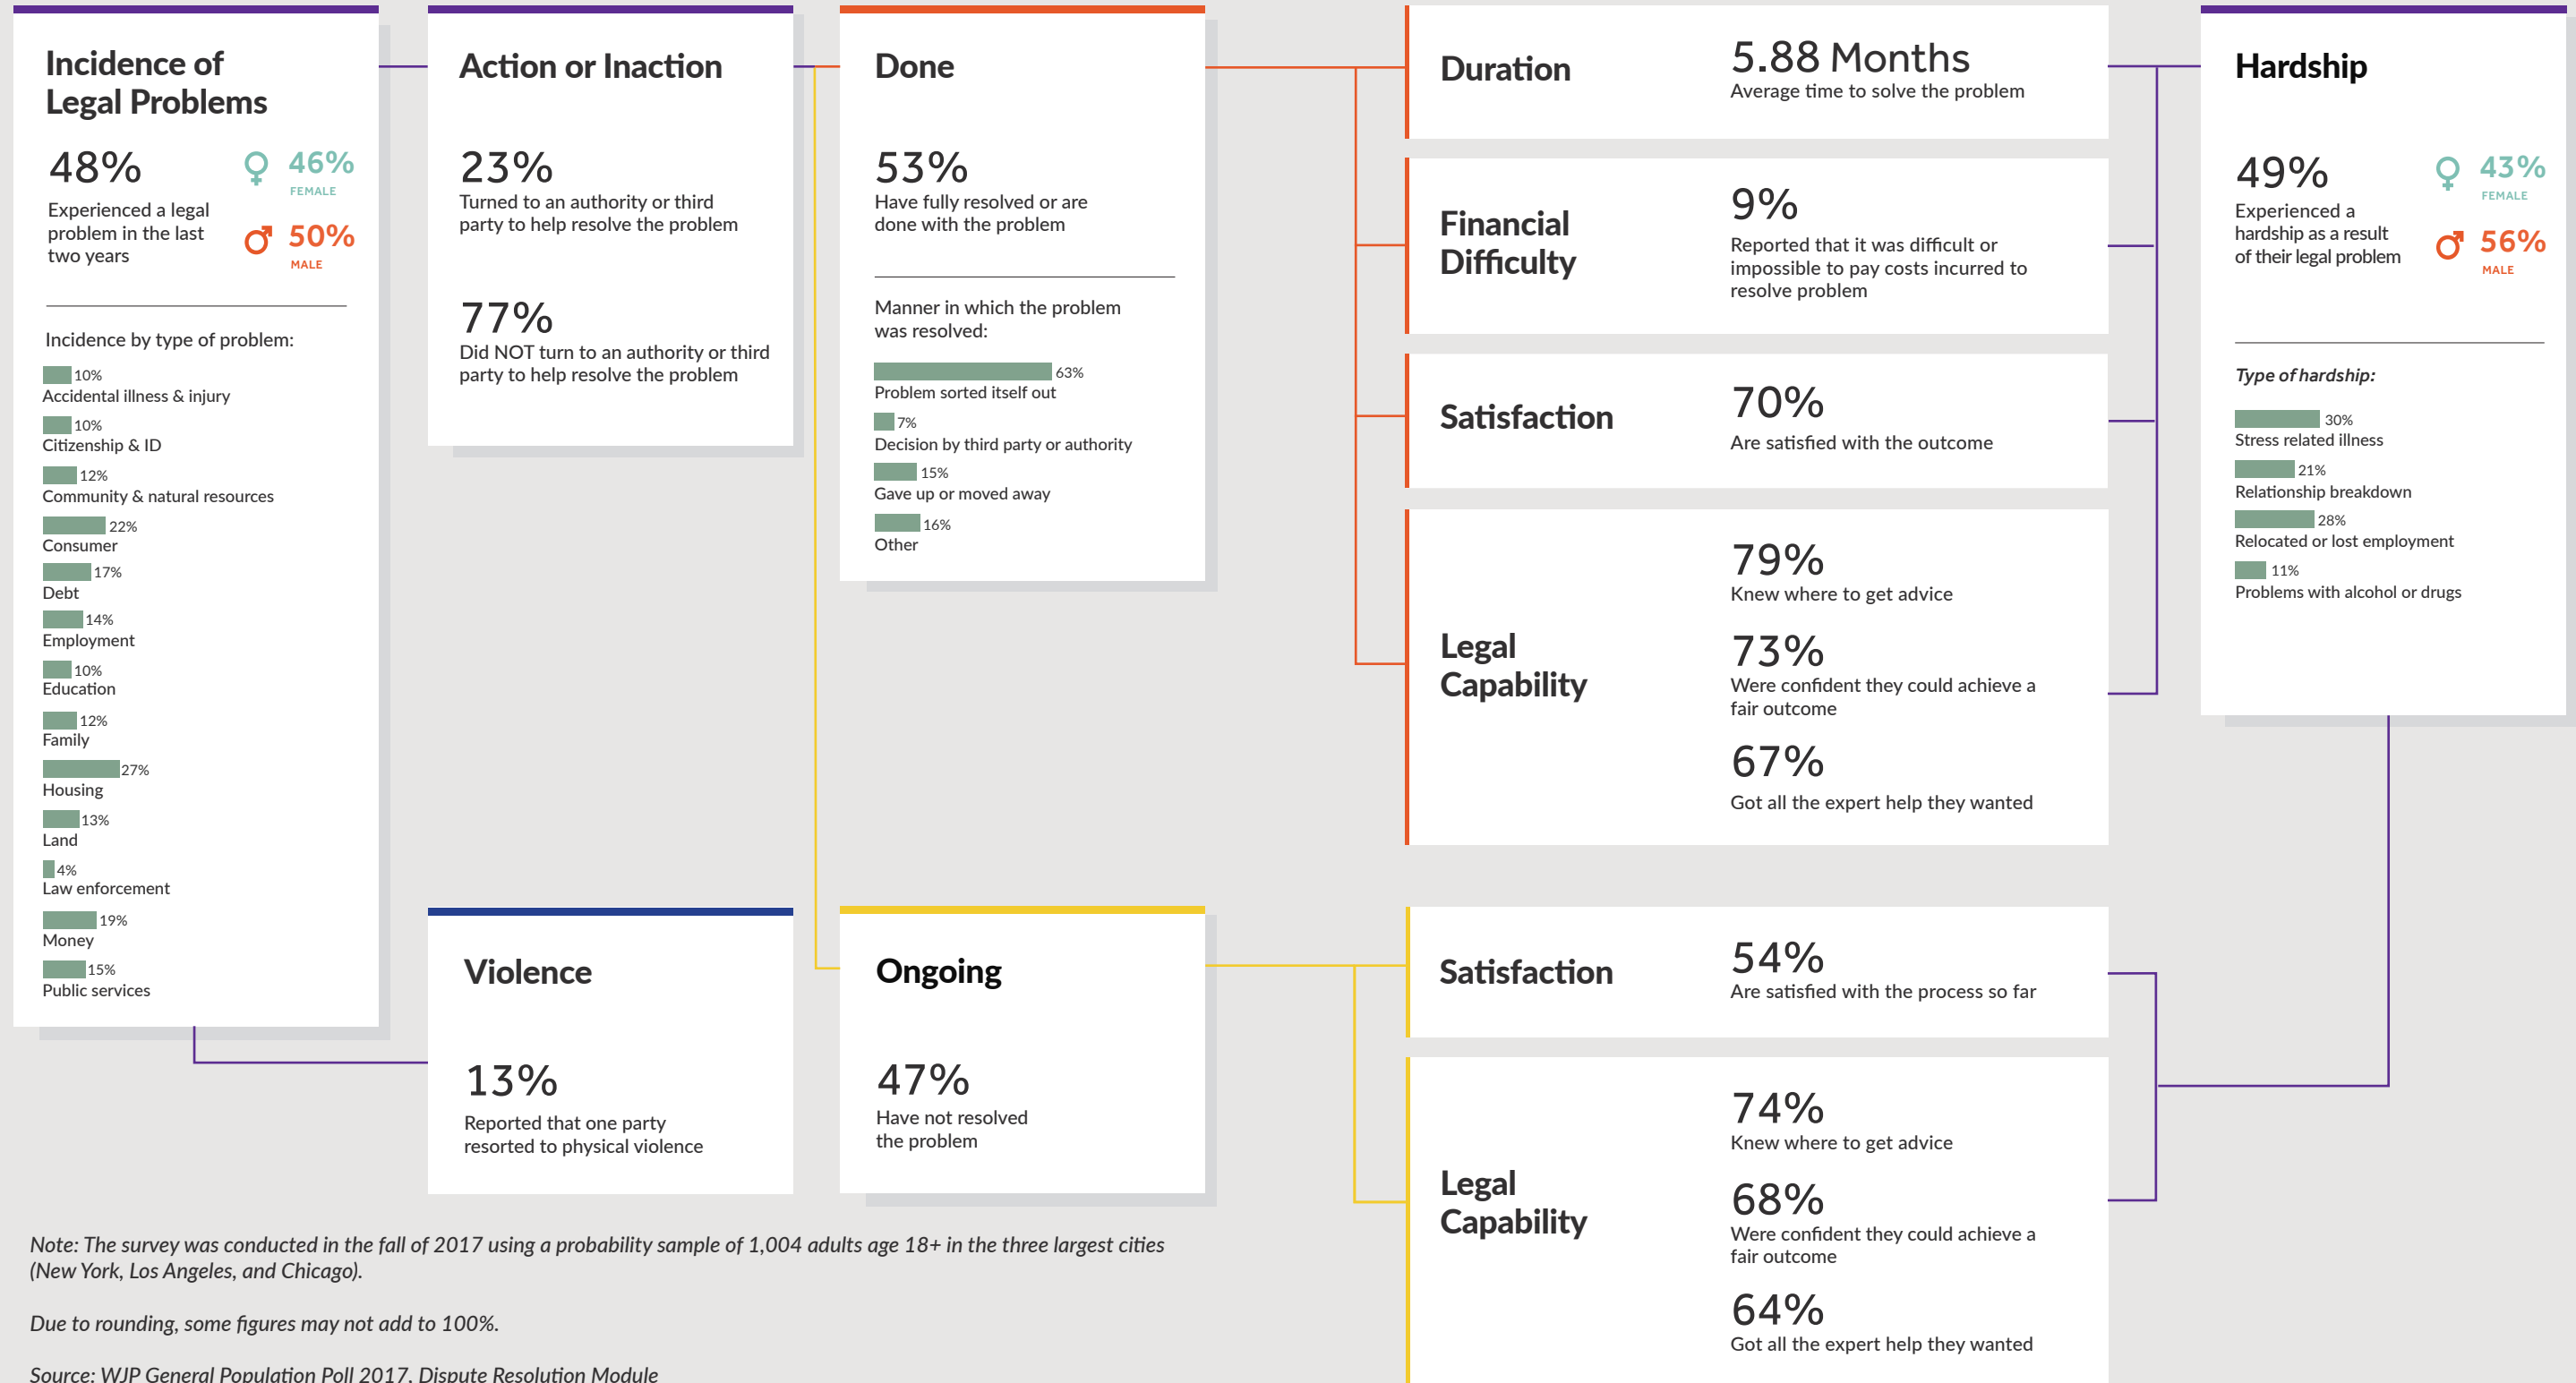 Incidence of
Legal Problems
48%
Experienced a legal
problem in the last
two years
46%
FEMALE
50%
MALE
Incidence by type of problem:
10%
Accidental illness & injury
10%
Citizenship & ID
12%
Community & natural resources
22%
Consumer
17%
Debt
14%
Employment
10%
Education
12%
Family
27%
Housing
13%
Land
4%
Law enforcement
19%
Money
15%
Public services
Action or Inaction
23%
Turned to an authority or third
party to help resolve the problem
77%
Did NOT turn to an authority or third
party to help resolve the problem
Violence
13%
Reported that one party
resorted to physical violence
Done
53%
Have fully resolved or are
done with the problem
Manner in which the problem
was resolved:
63%
Problem sorted itself out
7%
Decision by third party or authority
15%
Gave up or moved away
16%
Other
Ongoing
47%
Have not resolved
the problem
Duration
5.88 Months
Average time to solve the problem
Financial
Difficulty
9%
Reported that it was difficult or
impossible to pay costs incurred to
resolve problem
Satisfaction
70%
Are satisfied with the outcome
Legal
Capability
79%
Knew where to get advice
73%
Were confident they could achieve a
fair outcome
67%
Got all the expert help they wanted
Satisfaction
54%
Are satisfied with the process so far
Legal
Capability
74%
Knew where to get advice
68%
Were confident they could achieve a
fair outcome
64%
Got all the expert help they wanted
Hardship
49%
Experienced a
hardship as a result
of their legal problem
43%
FEMALE
56%
MALE
Type of hardship:
30%
Stress related illness
21%
Relationship breakdown
28%
Relocated or lost employment
11%
Problems with alcohol or drugs
Note: The survey was conducted in the fall of 2017 using a probability sample of 1,004 adults age 18+ in the three largest cities
(New York, Los Angeles, and Chicago).
Due to rounding, some figures may not add to 100%.
Source: WJP General Population Poll 2017, Dispute Resolution Module